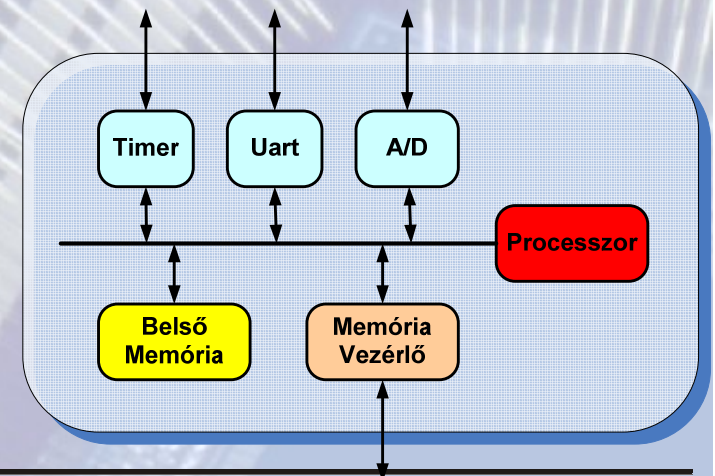 Timer
Uart
A/D
Processzor
Belső
Memória
Memória
Vezérlő